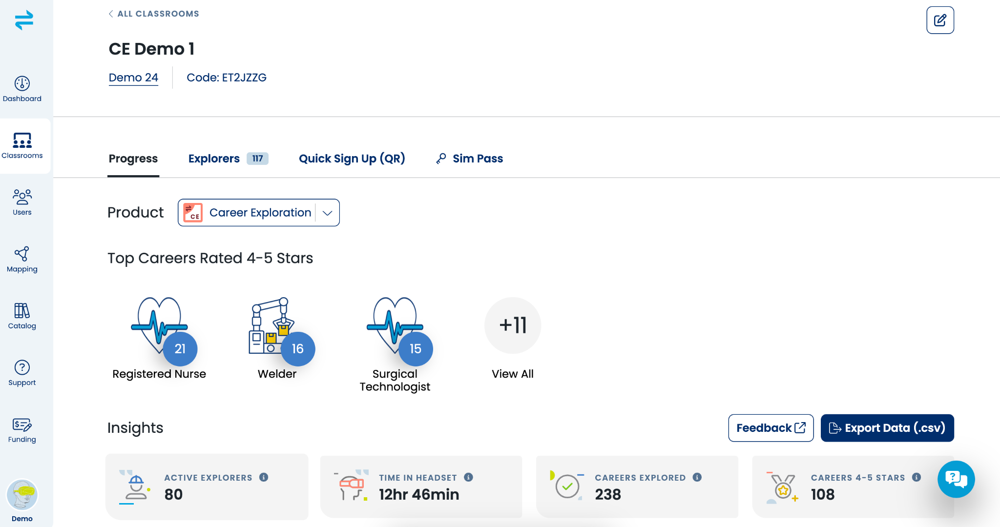 ALL CLASSROOMS
CE Demo 1
Demo 24
Code: ET2JZZG
Dashboard
Classrooms
Users
Mapping
Catalog
Support
Funding
Demo
Progress
Explorers 117
Quick Sign Up (QR)
Sim Pass
Product
CE
Career Exploration
Top Careers Rated 4-5 Stars
21
Registered Nurse
16
Welder
15
Surgical
Technologist
+11
View All
Insights
Feedback
Export Data (.csv)
ACTIVE EXPLORERS
80
TIME IN HEADSET
12hr 46min
CAREERS EXPLORED
238
CAREERS 4-5 STARS
108